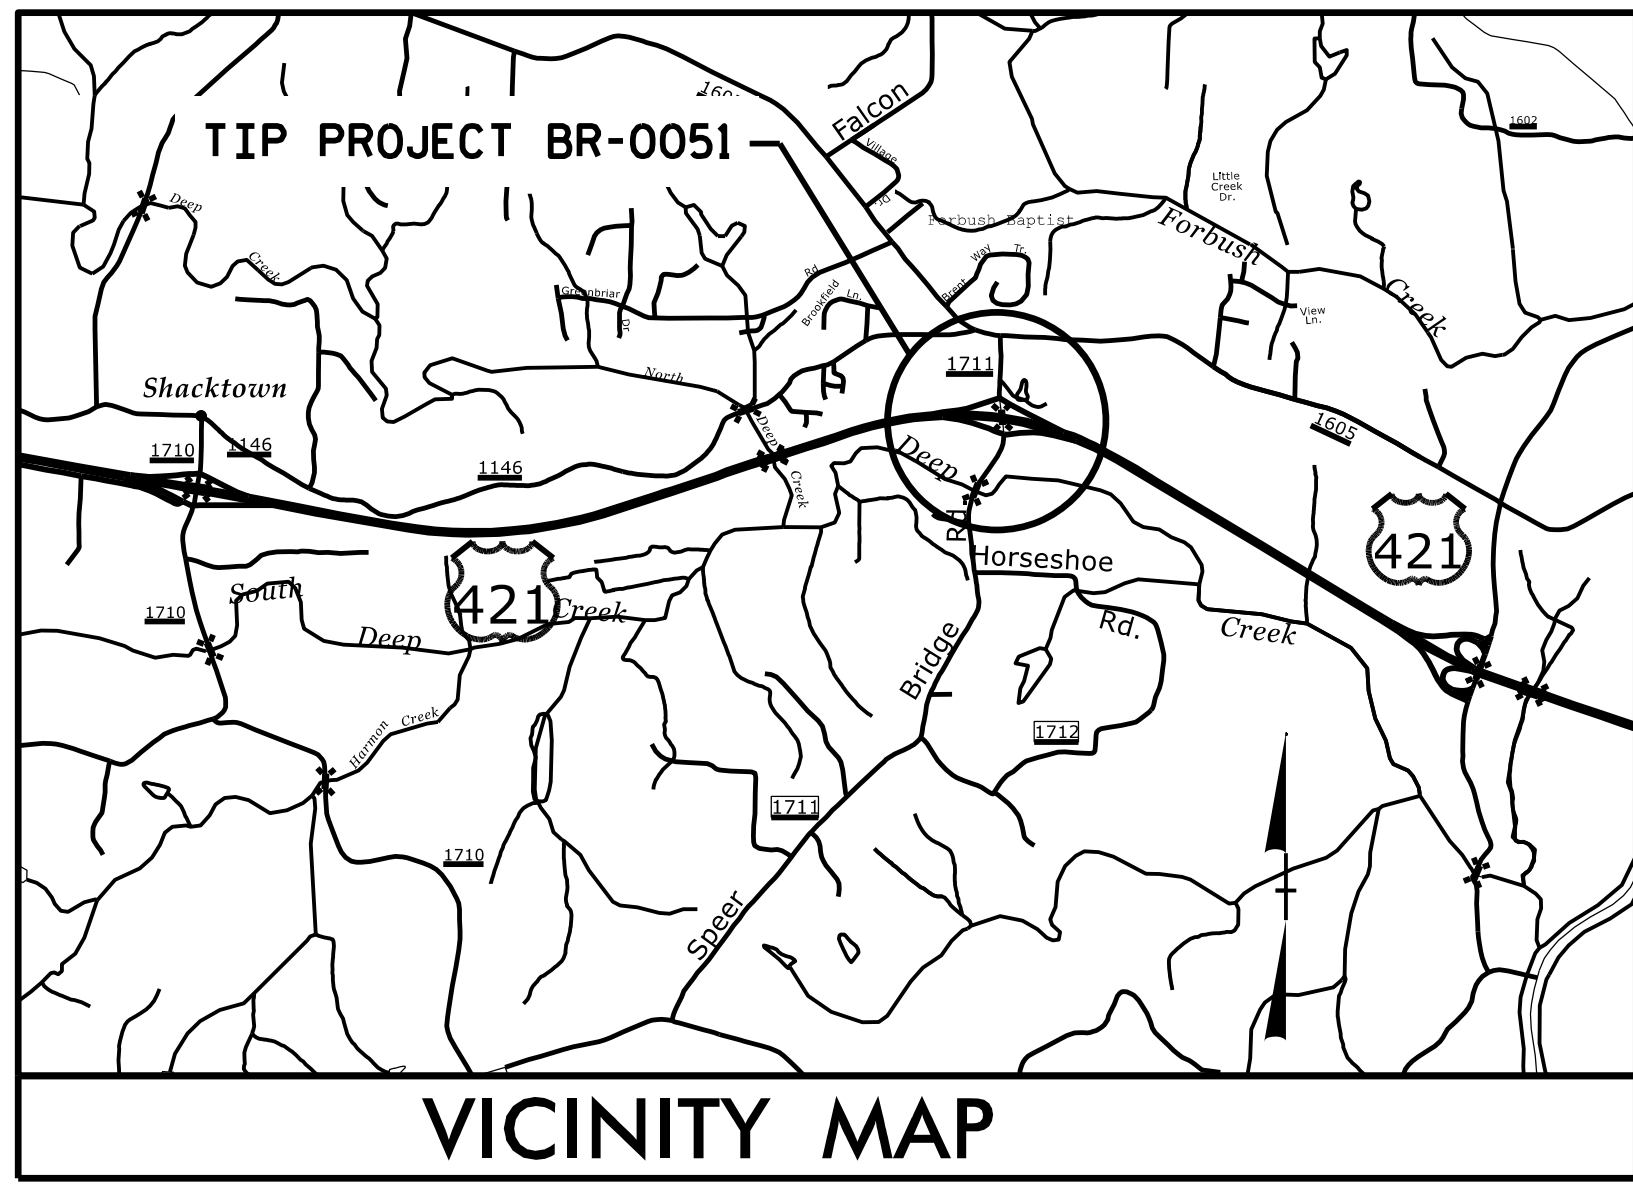 TIP PROJECT BR-0051
Falcon
Village
Rd
1602
Little
Creek
Dr.
Deep
Creek
Forbush Baptist
Forbush
Creek
Brent
Way
Tr.
Rd
Greenbriar
Dr.
Brookfield
Ln.
View
Ln.
1711
North
Deep
Creek
Shacktown
1710
1146
1146
1605
Deep
421
421
Rd.
Horseshoe
Rd.
Creek
South
Deep
Creek
1710
Bridge
1712
Harmon
Creek
1711
1710
Speer
VICINITY MAP